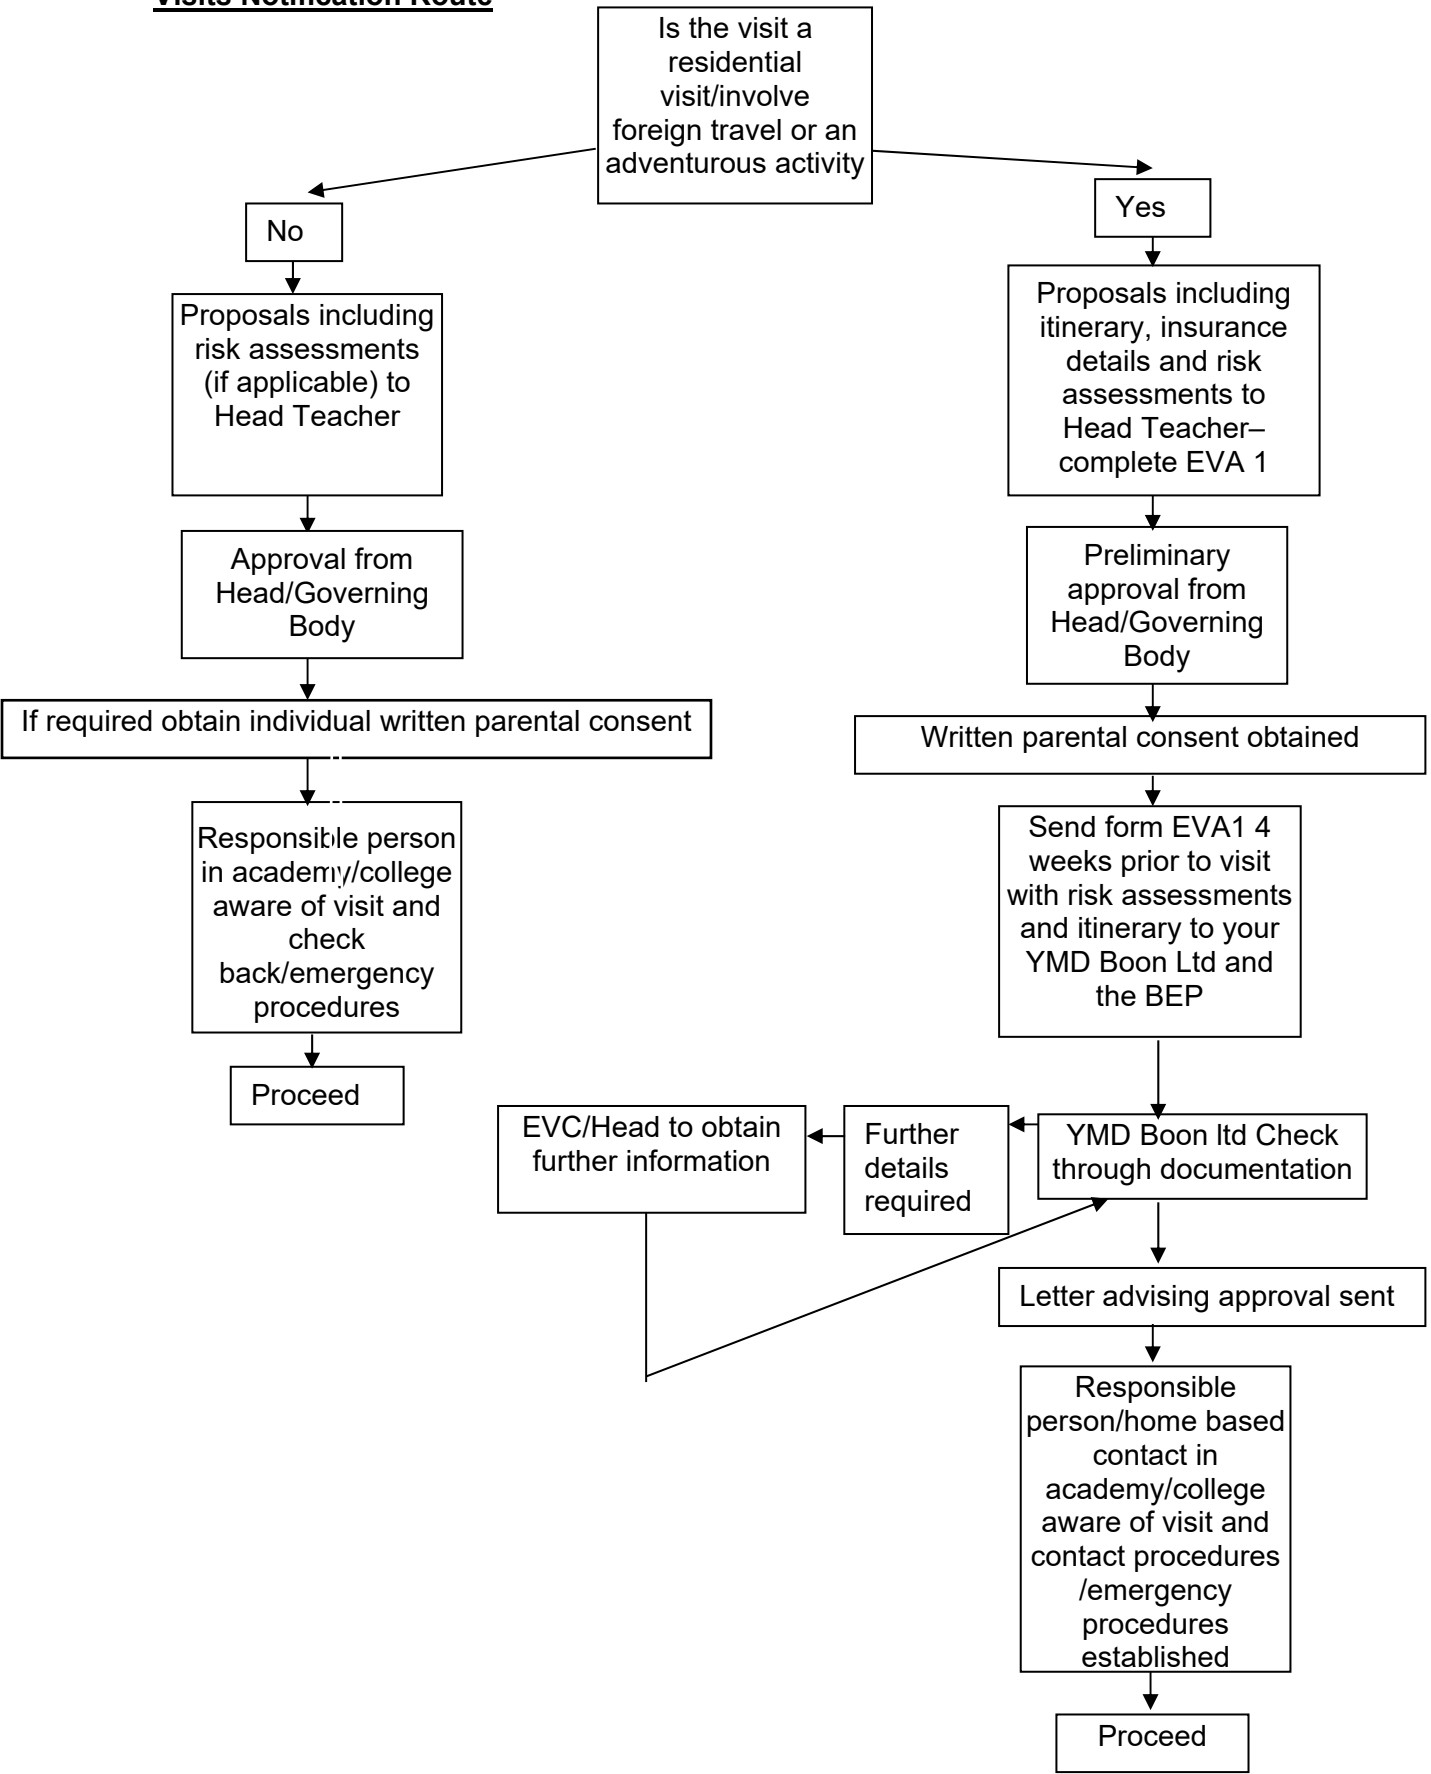 Visits Notification Route
Is the visit a
residential
visit/involve
foreign travel or an
adventurous activity
No
Proposals including
risk assessments
(if applicable) to
Head Teacher
Approval from
Head/Governing
Body
If required obtain individual written parental consent
Responsible person
in academy/college
aware of visit and
check
back/emergency
procedures
Proceed
Yes
Proposals including
itinerary, insurance
details and risk
assessments to
Head Teacher–
complete EVA 1
Preliminary
approval from
Head/Governing
Body
Written parental consent obtained
Send form EVA1 4
weeks prior to visit
with risk assessments
and itinerary to your
YMD Boon Ltd and
the BEP
YMD Boon ltd Check
through documentation
Further
details
required
EVC/Head to obtain
further information
Letter advising approval sent
Responsible
person/home based
contact in
academy/college
aware of visit and
contact procedures
/emergency
procedures
established
Proceed